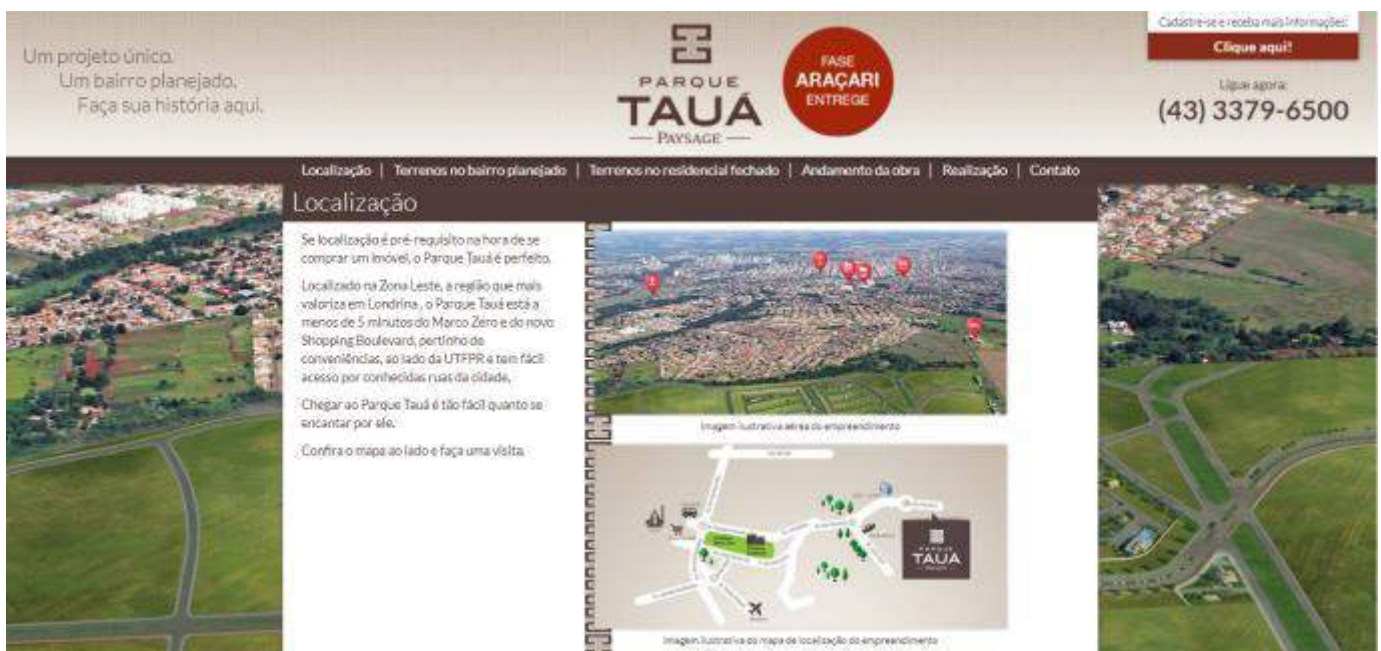 Um projeto único.
Um bairro planejado.
Faça sua história aqui.
PARQUE
TAUÁ
PAYSAGE
FASE
ARAÇARI
ENTREGE
Cadastre-se e receba mais informações:
Clique aqui!
Ligue agora:
(43) 3379-6500
Localização | Terrenos no bairro planejado | Terrenos no residencial fechado | Andamento da obra | Realização | Contato
Localização
Se localização é pré-requisito na hora de se
comprar um imóvel, o Parque Tauá é perfeito.
Localizado na Zona Leste, a região que mais
valoriza em Londrina , o Parque Tauá está a
menos de 5 minutos do Marco Zero e do novo
Shopping Boulevard, pertinho de
conveniências, ao lado da UTFPR e tem fácil
acesso por conhecidas ruas da cidade.
Chegar ao Parque Tauá é tão fácil quanto se
encantar por ele.
Confira o mapa ao lado e faça uma visita.
Imagem ilustrativa aérea do empreendimento
PARQUE
TAUÁ
Imagem ilustrativa do mapa de localização do empreendimento